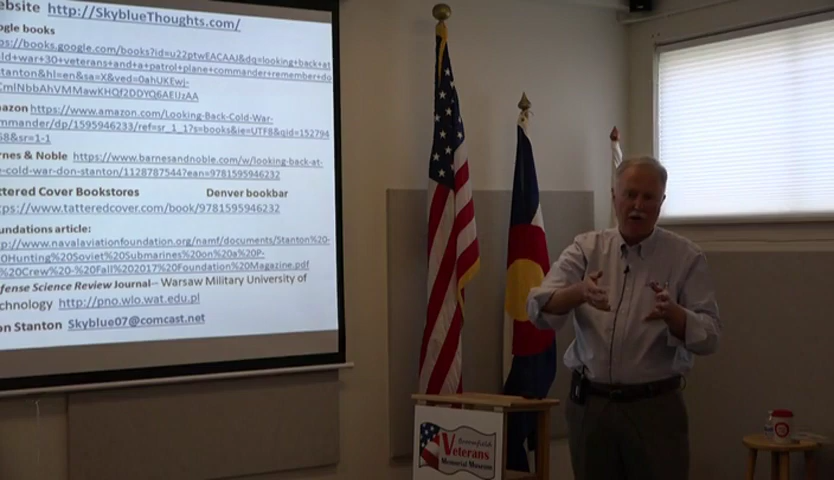 ebsite http://SkyblueThoughts.com/
ogle books
ps://books.google.com/books?id=u22ptwEACAAJ&dq=looking+back+at
ld+war+30+veterans+and+a+patrol+plane+commander+remember+do
tanton&hl=en&sa=X&ved=0ahUKEwj-
CmlNbbAhVMMawKHQf2DDYQ6AEIJzAA
azon https://www.amazon.com/Looking-Back-Cold-War-
mmander/dp/1595946233/ref=sr_1_1?s=books&ie=UTF8&qid=152794
68&sr=1-1
rnes & Noble https://www.barnesandnoble.com/w/looking-back-at-
e-cold-war-don-stanton/1128787544?ean=9781595946232
ttered Cover Bookstores Denver bookbar
ps://www.tatteredcover.com/book/9781595946232
undations article:
p://www.navalaviationfoundation.org/namf/documents/Stanton%20-
0Hunting%20Soviet%20Submarines%20on%20a%20P-
%20Crew%20-%20Fall%202017%20Foundation%20Magazine.pdf
fense Science Review Journal– Warsaw Military University of
chnology http://pno.wlo.wat.edu.pl
on Stanton Skyblue07@comcast.net
Broomfield
Veterans
Memorial Museum